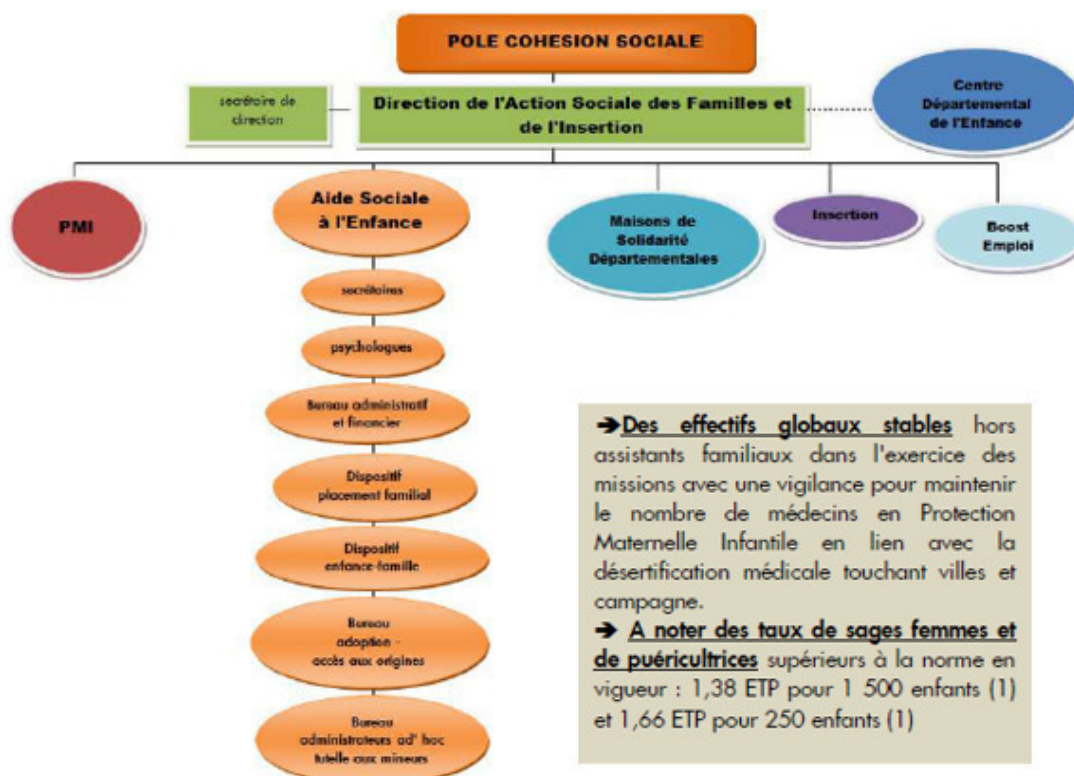 POLE COHESION SOCIALE
secrétaire de
direction
Direction de l'Action Sociale des Familles et
de l'Insertion
Centre
Départemental
de l'Enfance
PMI
Aide Sociale
à l'Enfance
Maisons de
Solidarité
Départementales
Insertion
Boost
Emploi
secrétaires
psychologues
Bureau administratif
et financier
Dispositif
placement familial
Dispositif
enfance-famille
Bureau
adoption -
accès aux origines
Bureau
administrateurs ad' hoc
tutelle aux mineurs
➔Des effectifs globaux stables hors
assistants familiaux dans l'exercice des
missions avec une vigilance pour maintenir
le nombre de médecins en Protection
Maternelle Infantile en lien avec la
désertification médicale touchant villes et
campagne.
➔ A noter des taux de sages femmes et
de puéricultrices supérieurs à la norme en
vigueur : 1,38 ETP pour 1 500 enfants (1)
et 1,66 ETP pour 250 enfants (1)